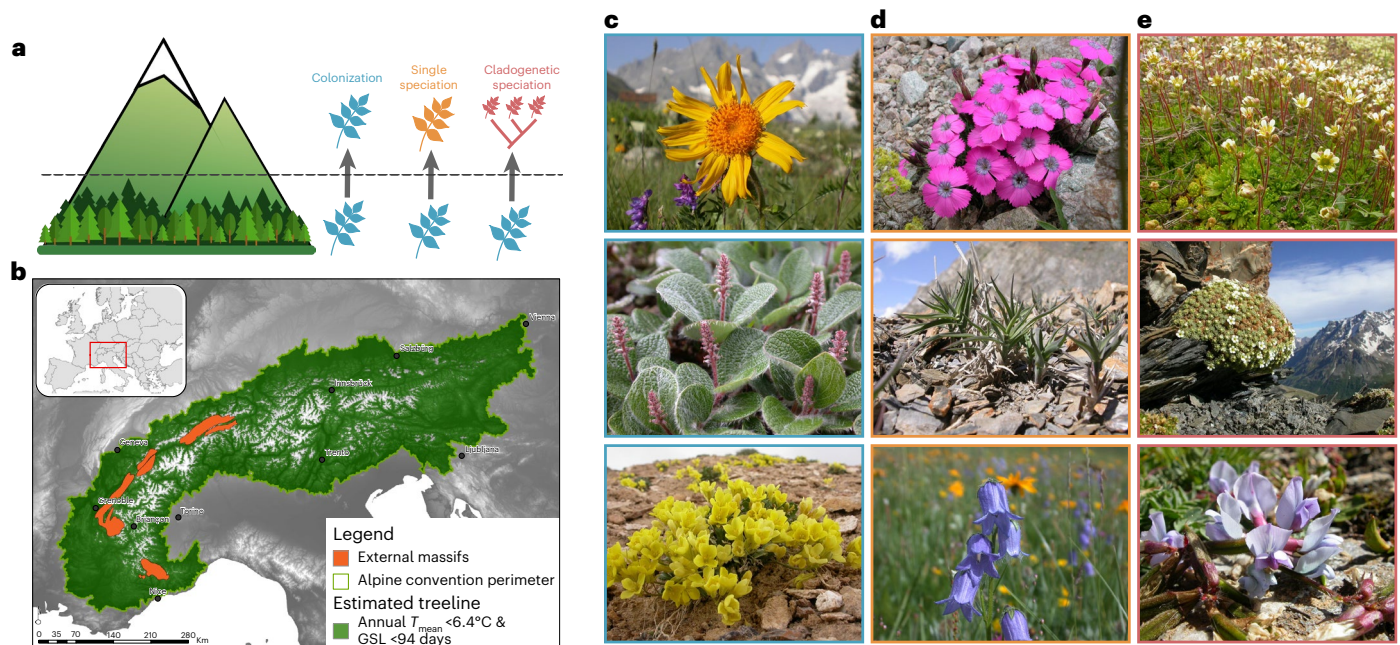 a
Colonization
Single
speciation
Cladogenetic
speciation
b
Vienna
Salzburg
Innsbrück
Geneva
Trento
Ljubljana
Grenoble
Briançon
Torino
Nice
0 35 70 140 210 280 Km
Legend
External massifs
Alpine convention perimeter
Estimated treeline
Annual Tmean <6.4°C &
GSL <94 days
c
d
e